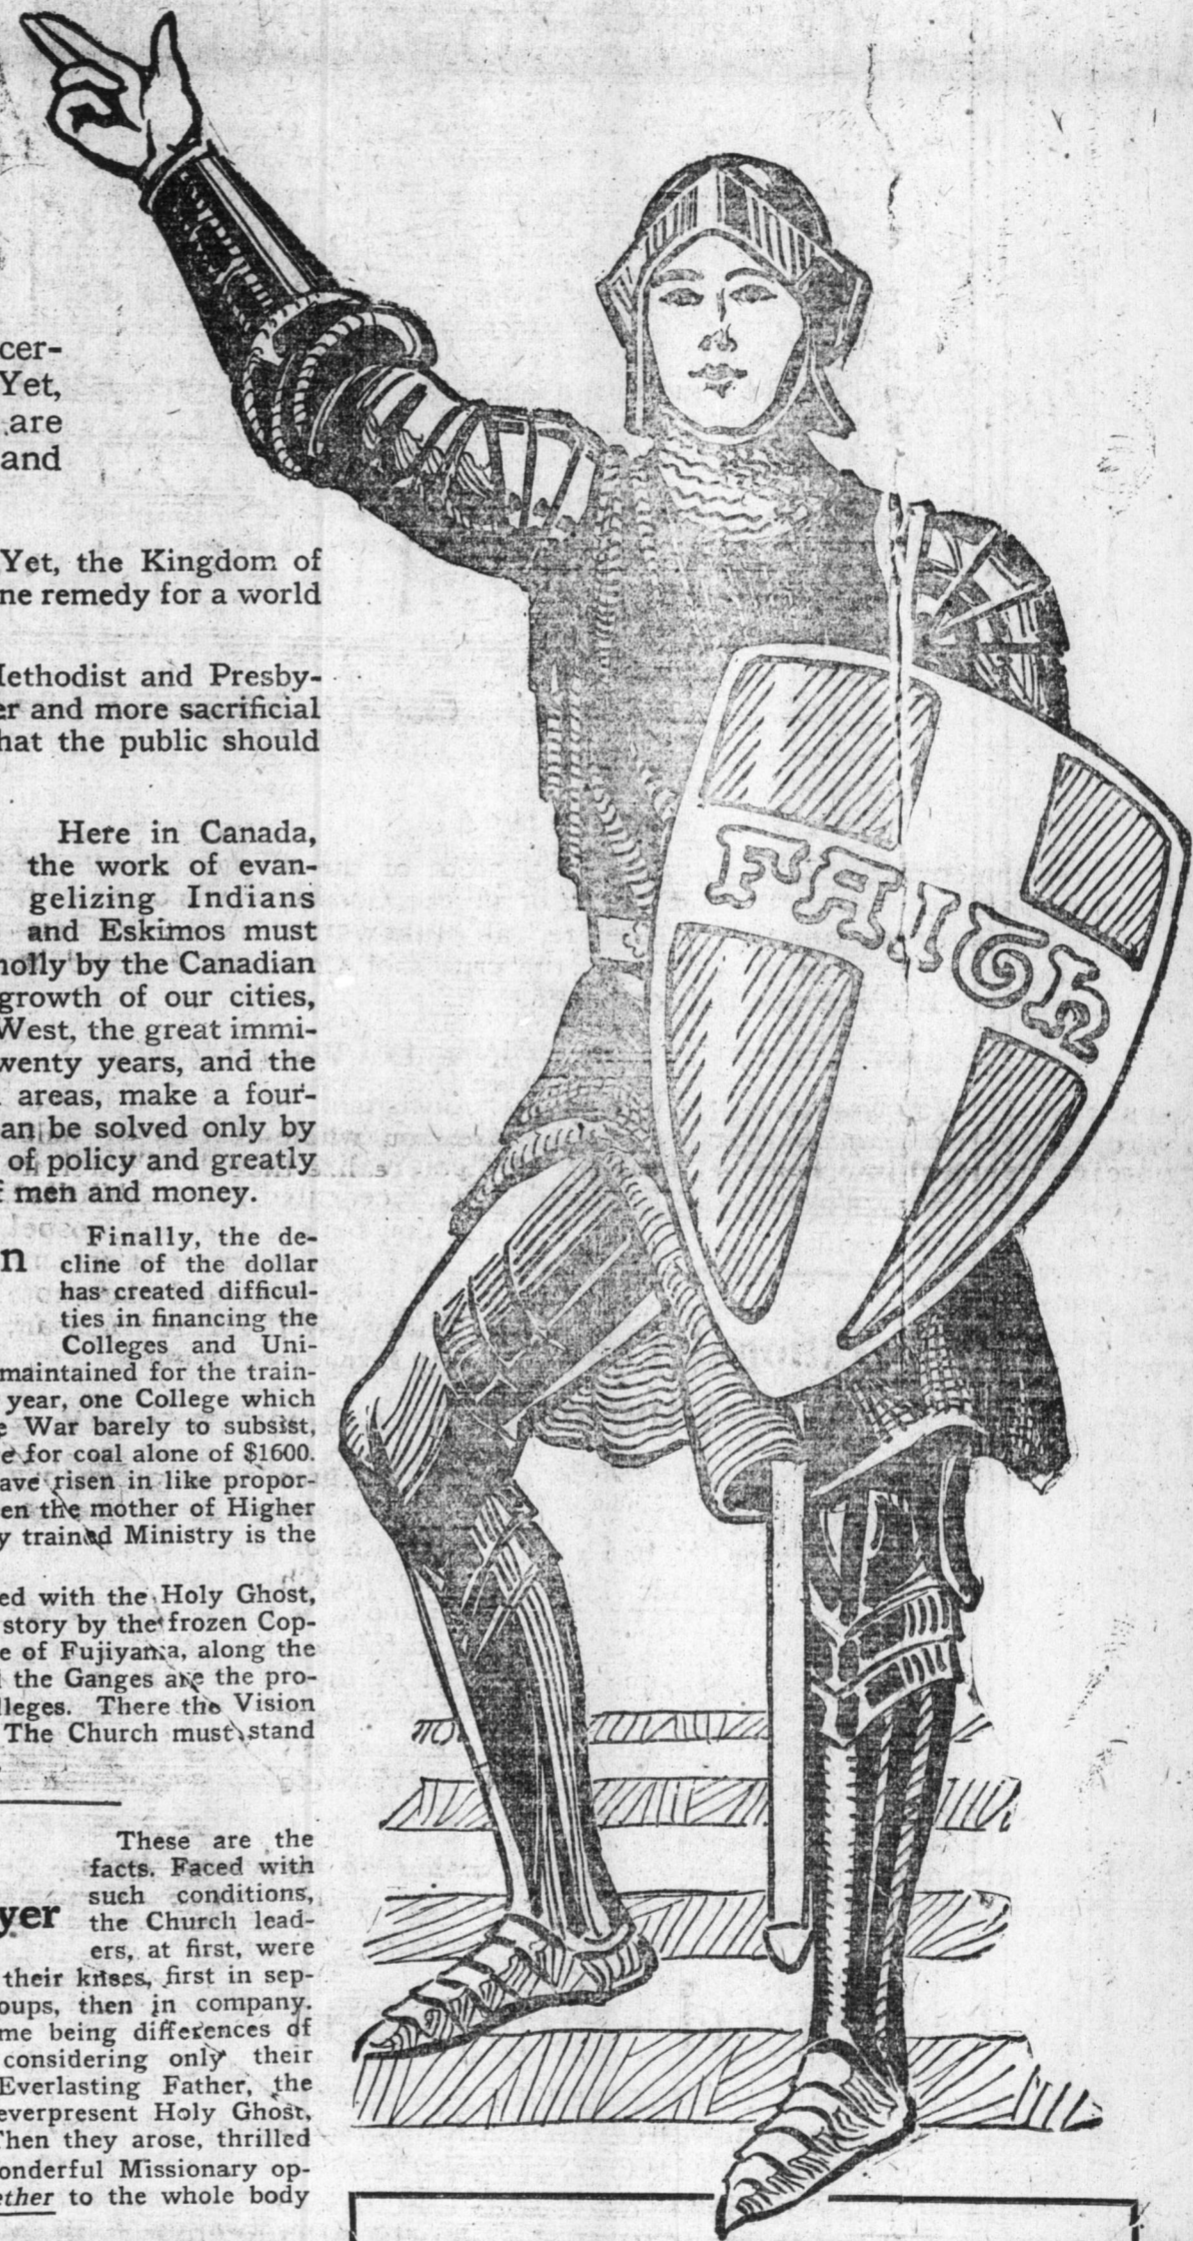 cer-
Yet,
are
and
Yet, the Kingdom of
ne remedy for a world
Methodist and Presby-
er and more sacrificial
hat the public should
Here in Canada,
the work of evan-
gelizing Indians
and Eskimos must
holly by the Canadian
growth of our cities,
West, the great immi-
wenty years, and the
areas, make a four-
an be solved only by
of policy and greatly
f men and money.
n
Finally, the de-
cline of the dollar
has created difficul-
ties in financing the
Colleges and Uni-
maintained for the train-
year, one College which
e War barely to subsist,
e for coal alone of $1600.
ave risen in like propor-
en the mother of Higher
y trained Ministry is the
ed with the Holy Ghost,
story by the frozen Cop-
e of Fujiyama, along the
the Ganges are the pro-
lleges. There the Vision
The Church must stand
yer
These are the
facts. Faced with
such conditions,
the Church lead-
ers, at first, were
their knees, first in sep-
oups, then in company.
me being differences of
considering only their
Everlasting Father, the
everpresent Holy Ghost,
Then they arose, thrilled
onderful Missionary op-
ether to the whole body
FAITH